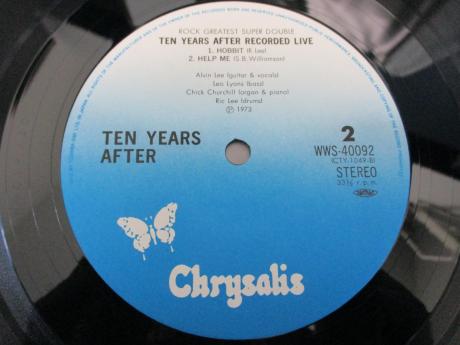 ROCK GREATEST SUPER DOUBLE
TEN YEARS AFTER RECORDED LIVE
1. HOBBIT (R. Lee)
2. HELP ME (S. B. Williamson)
Alvin Lee (guitar & vocals)
Leo Lyons (bass)
Chick Churchill (organ & piano)
Ric Lee (drums)
Ⓟ 1973
TEN YEARS
AFTER
2
WWS-40092
(CTY-1049-B)
STEREO
33⅓ r.p.m.
Chrysalis